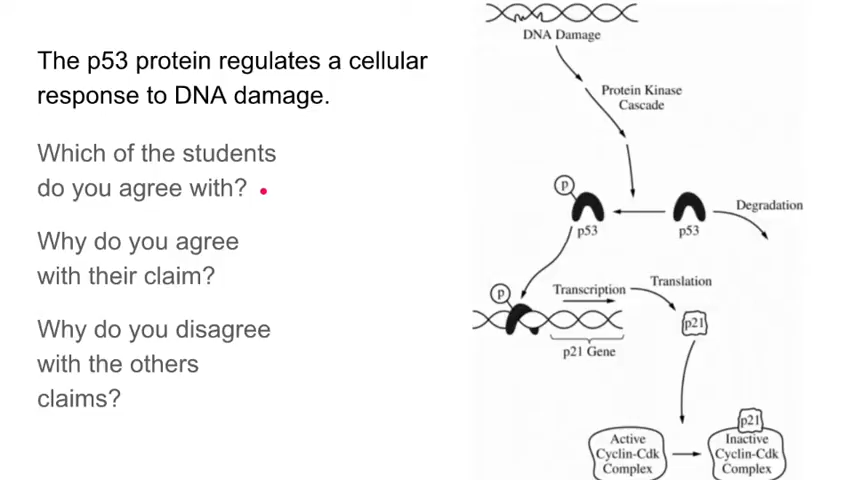 The p53 protein regulates a cellular
response to DNA damage.
Which of the students
do you agree with?
Why do you agree
with their claim?
Why do you disagree
with the others
claims?
DNA Damage
Protein Kinase
Cascade
P
p53
p53
Degradation
P
Transcription
Translation
p21
p21 Gene
p21
Active
Cyclin-Cdk
Complex
Inactive
Cyclin-Cdk
Complex